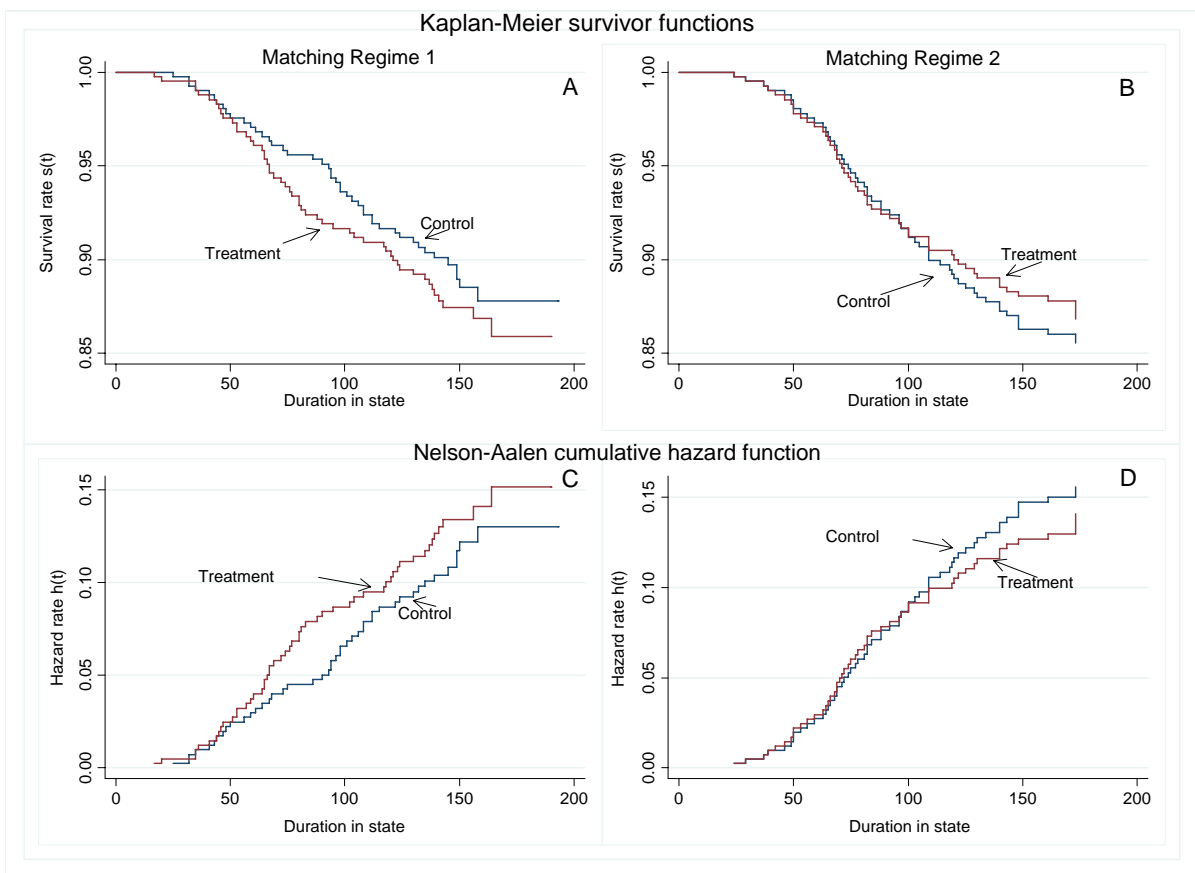 Kaplan-Meier survivor functions
Matching Regime 1
A
Survival rate s(t)
1.00
0.95
0.90
0.85
Treatment
Control
0 50 100 150 200
Duration in state
Matching Regime 2
B
Survival rate s(t)
1.00
0.95
0.90
0.85
Treatment
Control
0 50 100 150 200
Duration in state
Nelson-Aalen cumulative hazard function
C
Hazard rate h(t)
0.15
0.10
0.05
0.00
Treatment
Control
0 50 100 150 200
Duration in state
D
Hazard rate h(t)
0.15
0.10
0.05
0.00
Control
Treatment
0 50 100 150 200
Duration in state